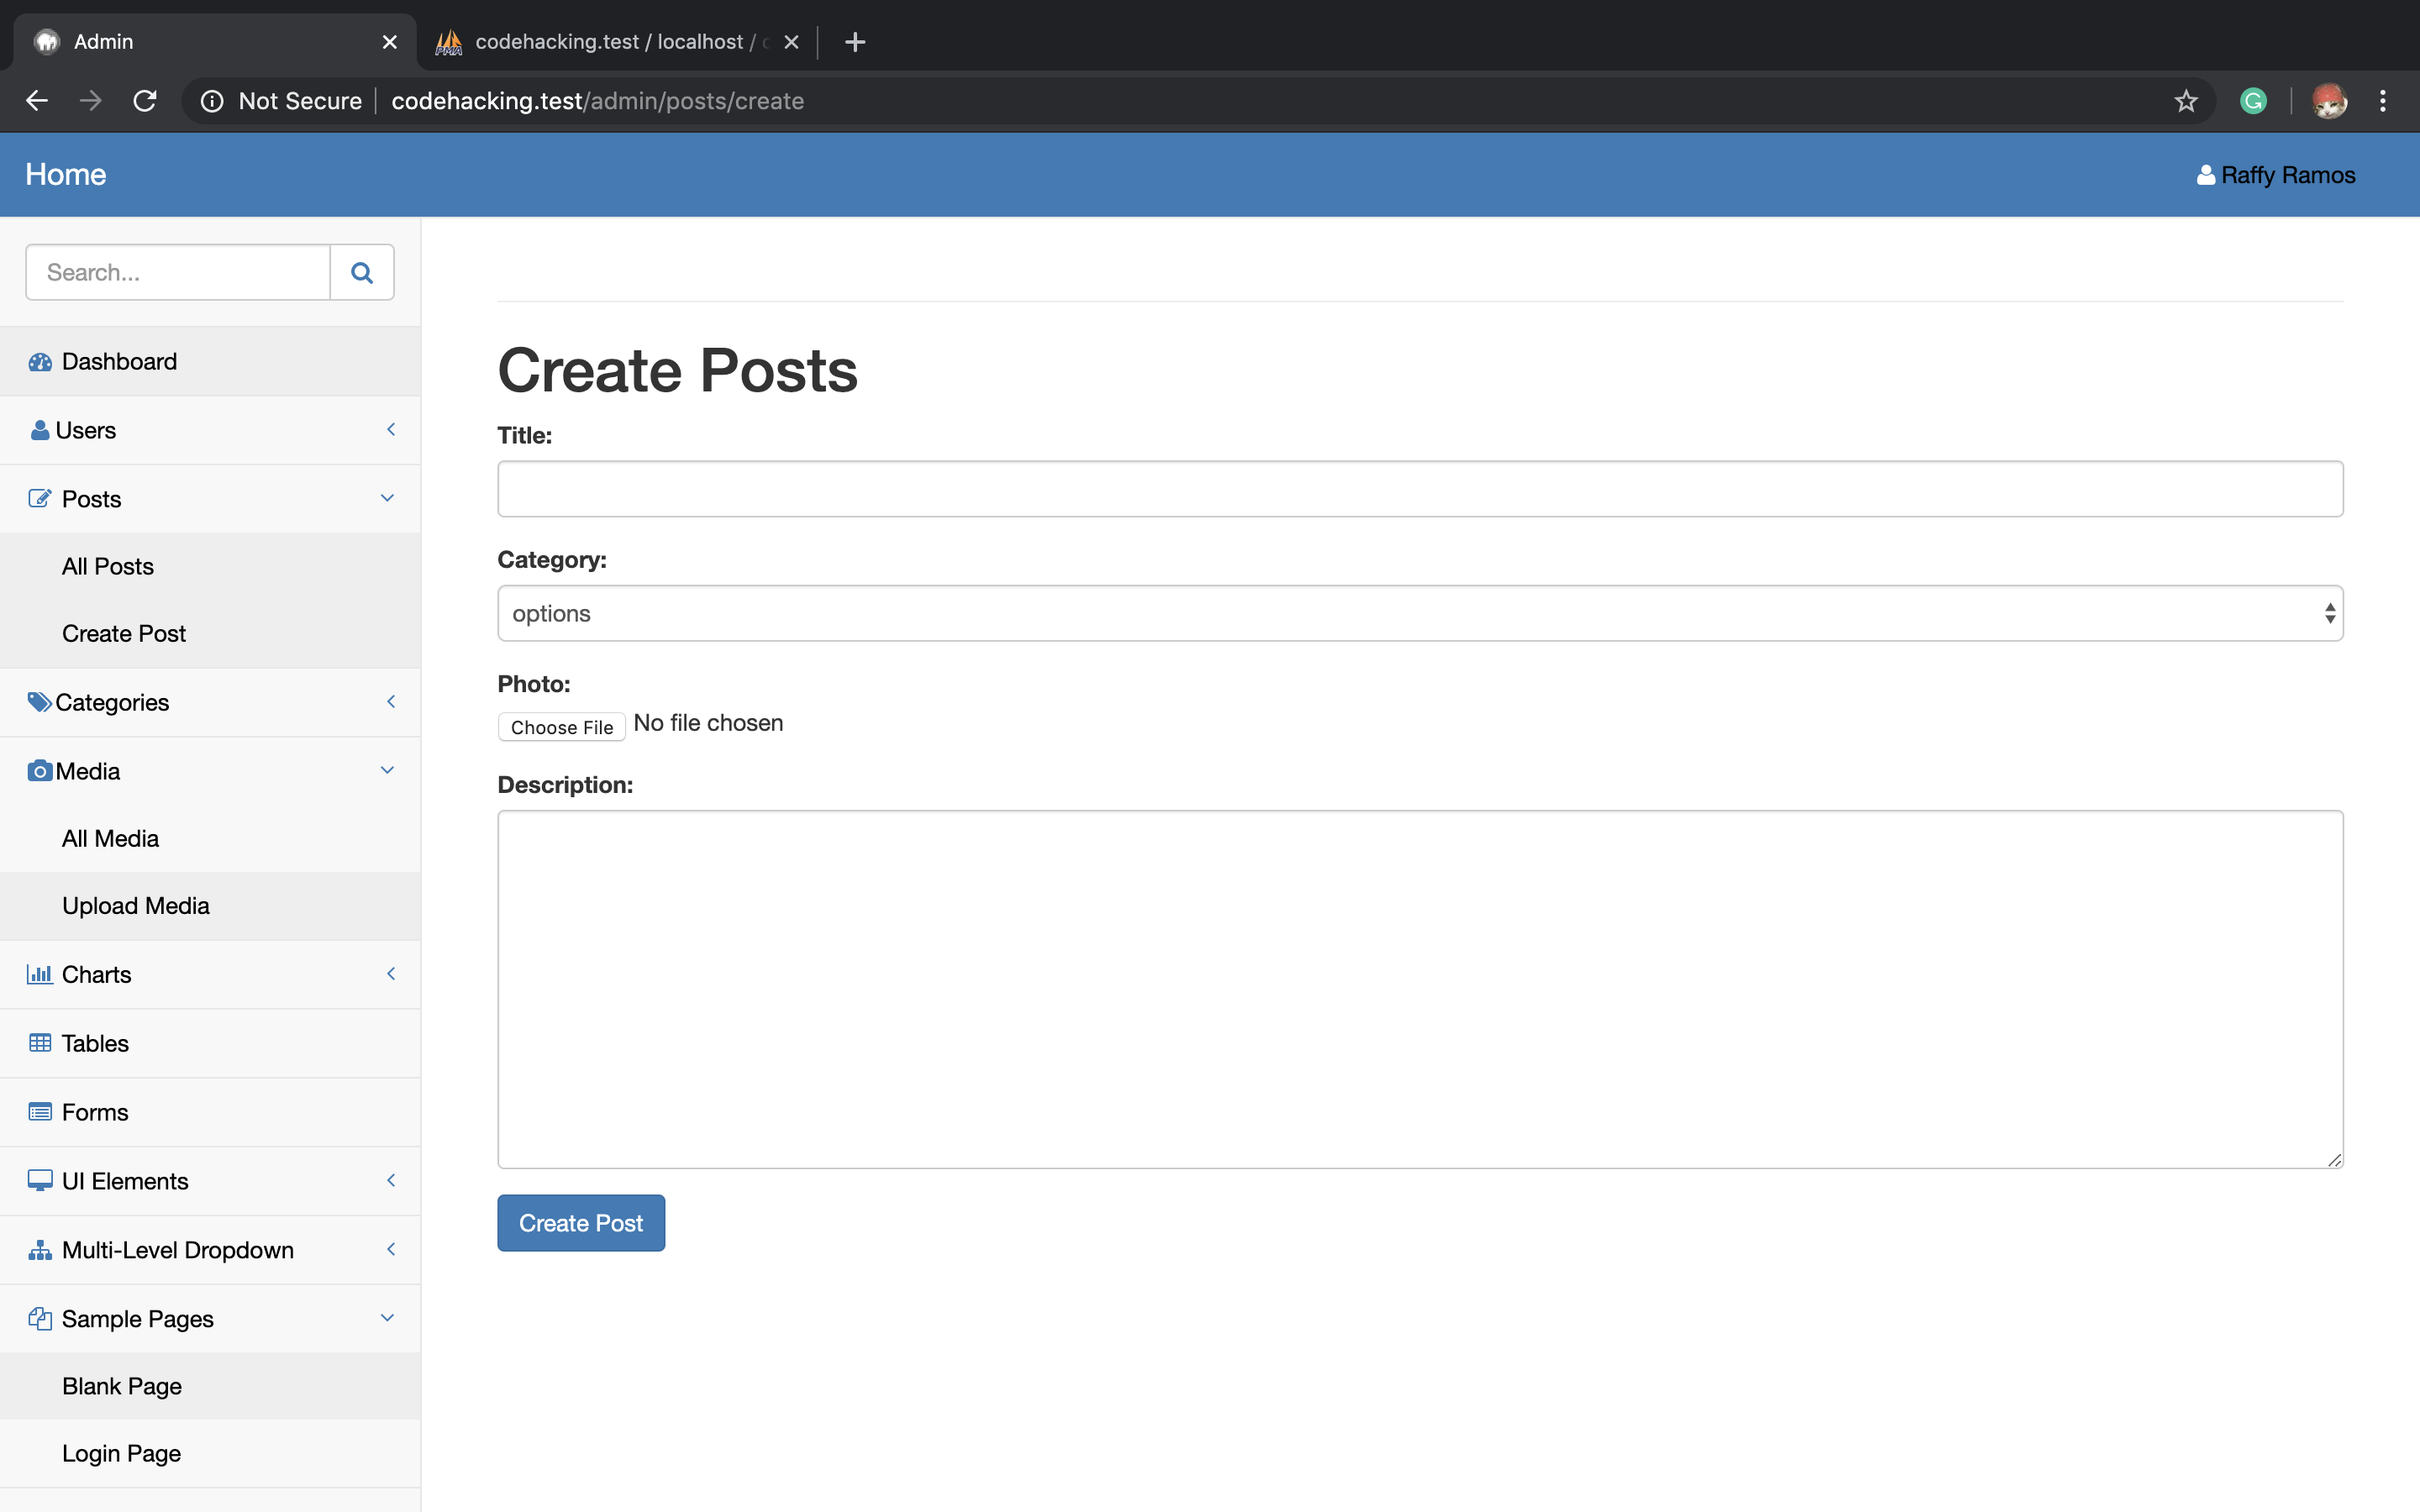 Admin
codehacking.test / localhost /
Not Secure
codehacking.test/admin/posts/create
Home
Raffy Ramos
Search...
Dashboard
Users
Posts
All Posts
Create Post
Categories
Media
All Media
Upload Media
Charts
Tables
Forms
UI Elements
Multi-Level Dropdown
Sample Pages
Blank Page
Login Page
Create Posts
Title:
Category:
options
Photo:
Choose File No file chosen
Description:
Create Post